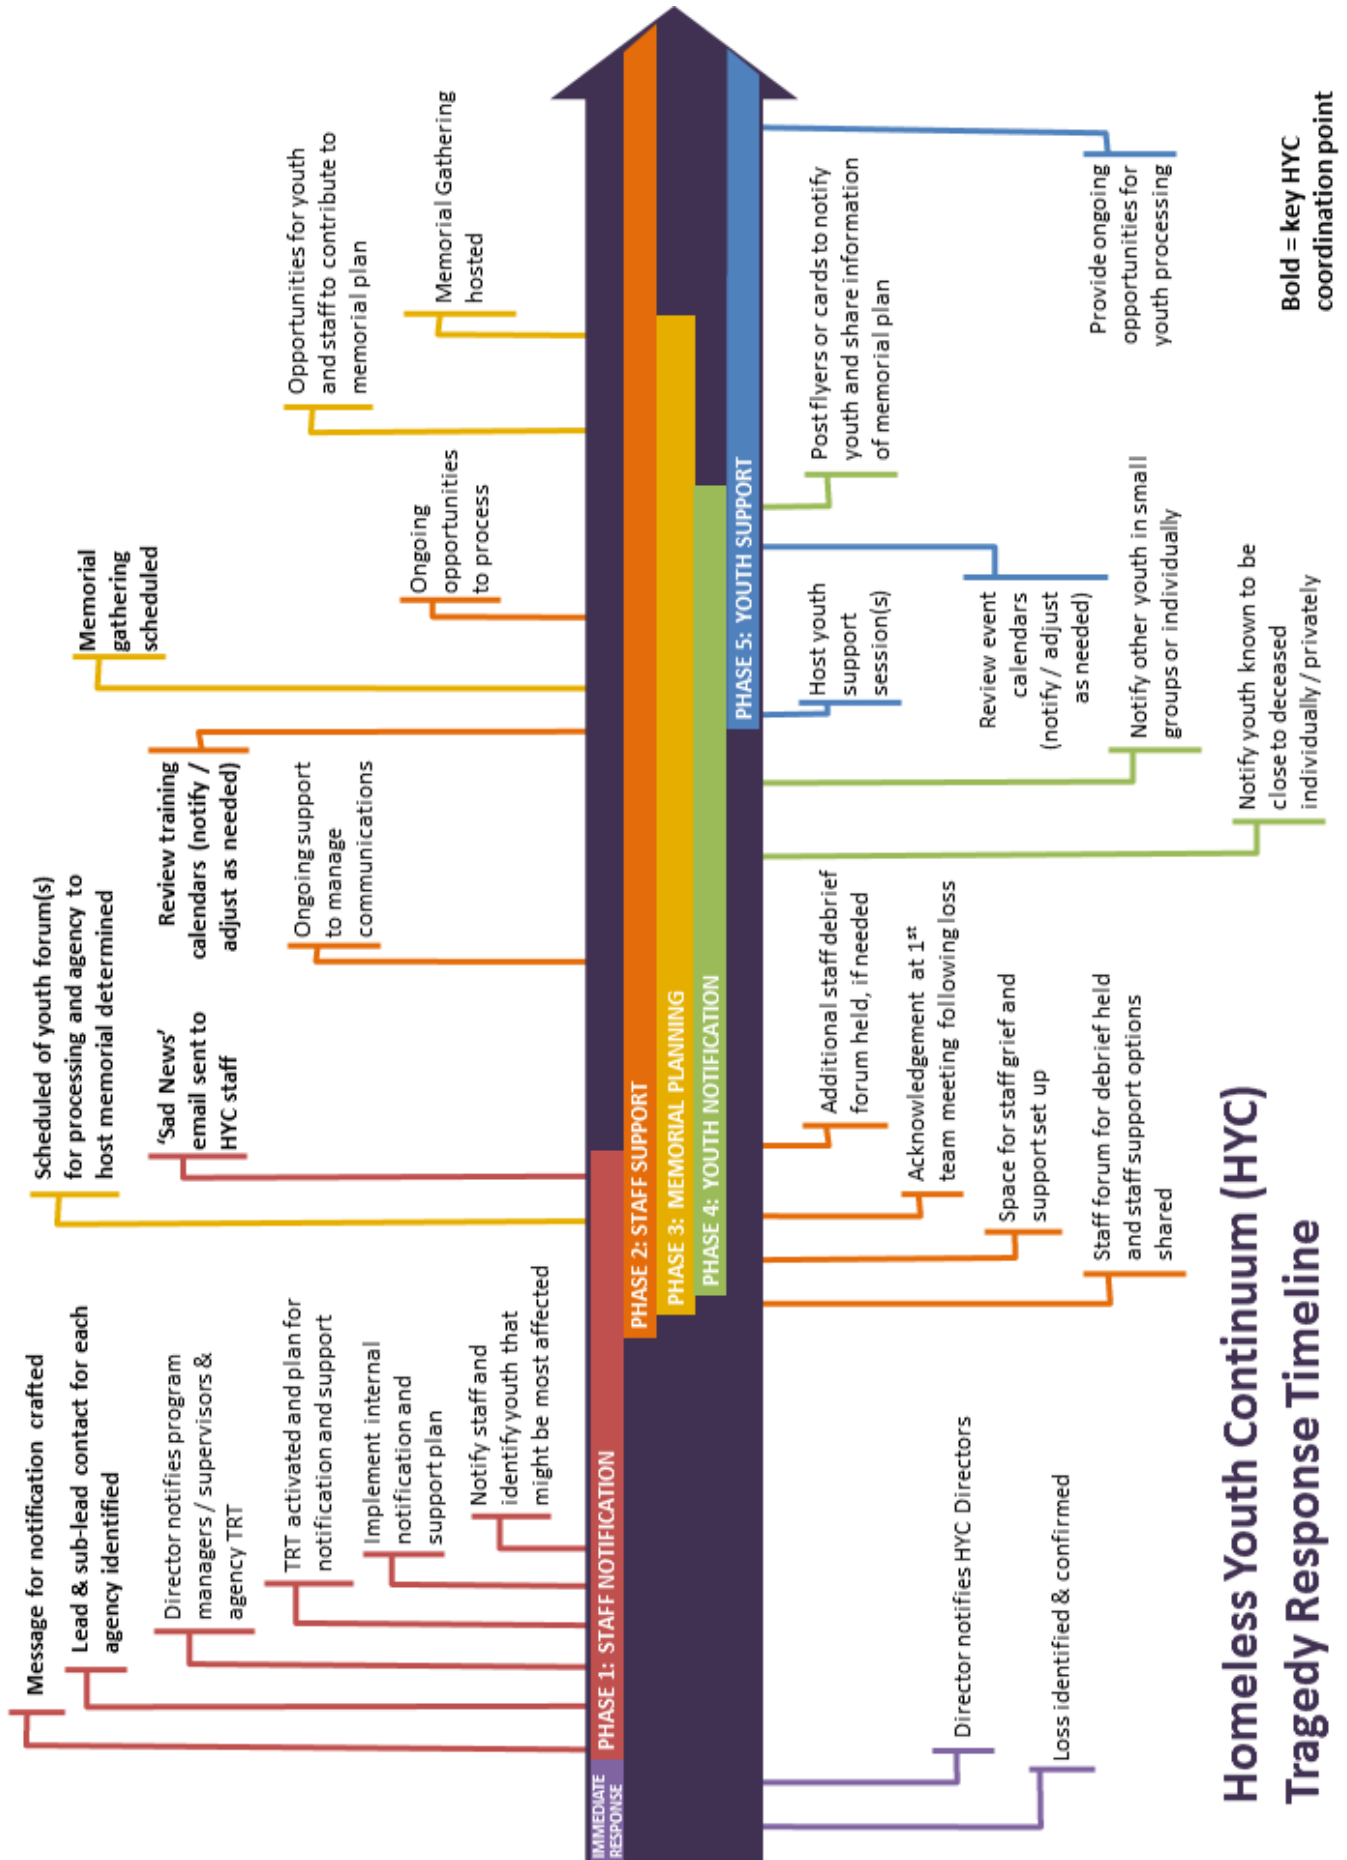 Message for notification crafted
Lead & sub-lead contact for each
agency identified
Director notifies program
managers / supervisors &
agency TRT
TRT activated and plan for
notification and support
Implement internal
notification and
support plan
Notify staff and
identify youth that
might be most affected
Scheduled of youth forum(s)
for processing and agency to
host memorial determined
‘Sad News’
email sent to
HYC staff
Ongoing support
to manage
communications
Review training
calendars (notify /
adjust as needed)
Memorial
gathering
scheduled
Ongoing
opportunities
to process
Opportunities for youth
and staff to contribute to
memorial plan
Memorial Gathering
hosted
IMMEDIATE
RESPONSE
PHASE 1: STAFF NOTIFICATION
PHASE 2: STAFF SUPPORT
PHASE 3: MEMORIAL PLANNING
PHASE 4: YOUTH NOTIFICATION
PHASE 5: YOUTH SUPPORT
Loss identified & confirmed
Director notifies HYC Directors
Staff forum for debrief held
and staff support options
shared
Space for staff grief and
support set up
Acknowledgement at 1st
team meeting following loss
Additional staff debrief
forum held, if needed
Notify youth known to be
close to deceased
individually / privately
Notify other youth in small
groups or individually
Host youth
support
session(s)
Review event
calendars
(notify / adjust
as needed)
Post flyers or cards to notify
youth and share information
of memorial plan
Provide ongoing
opportunities for
youth processing
Homeless Youth Continuum (HYC)
Tragedy Response Timeline
Bold = key HYC
coordination point